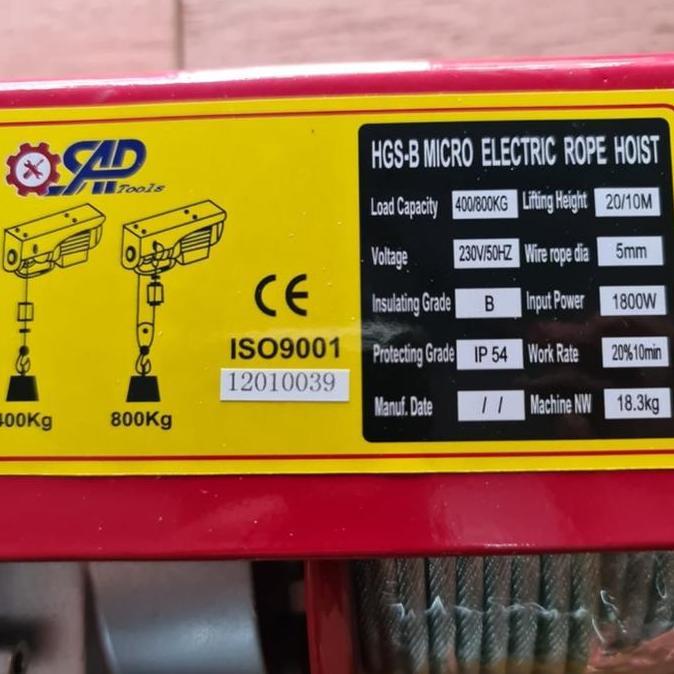 SAD
Tools
400Kg
800Kg
CE
ISO9001
12010039
HGS-B MICRO ELECTRIC ROPE HOIST
Load Capacity 400/800KG Lifting Height 20/10M
Voltage 230V/50HZ Wire rope dia 5mm
Insulating Grade B Input Power 1800W
Protecting Grade IP 54 Work Rate 20%10min
Manuf. Date / / Machine NW 18.3kg